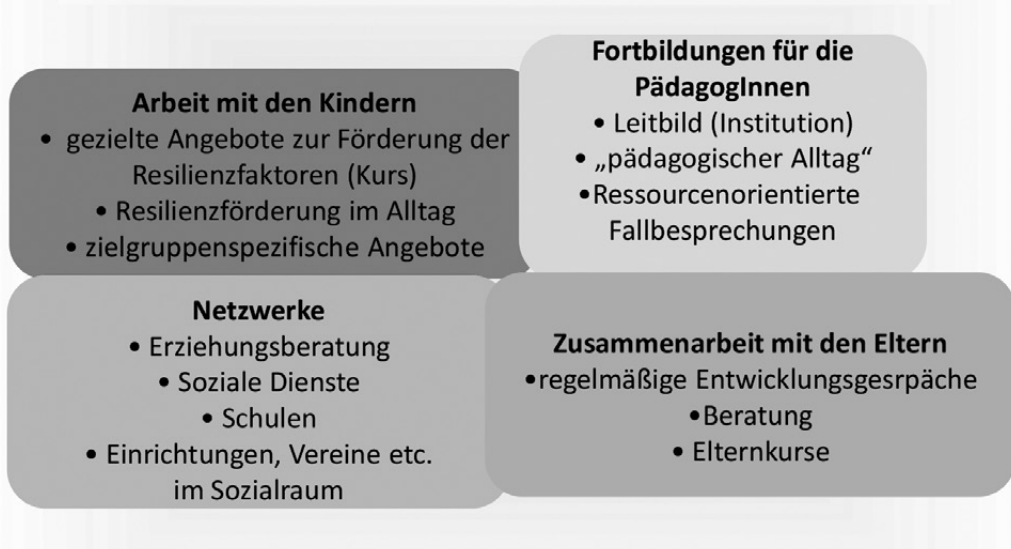 Arbeit mit den Kindern
• gezielte Angebote zur Förderung der
Resilienzfaktoren (Kurs)
• Resilienzförderung im Alltag
• zielgruppenspezifische Angebote
Fortbildungen für die
PädagogInnen
• Leitbild (Institution)
• „pädagogischer Alltag“
•Ressourcenorientierte
Fallbesprechungen
Netzwerke
• Erziehungsberatung
• Soziale Dienste
• Schulen
• Einrichtungen, Vereine etc.
im Sozialraum
Zusammenarbeit mit den Eltern
•regelmäßige Entwicklungsgesrpäche
•Beratung
• Elternkurse